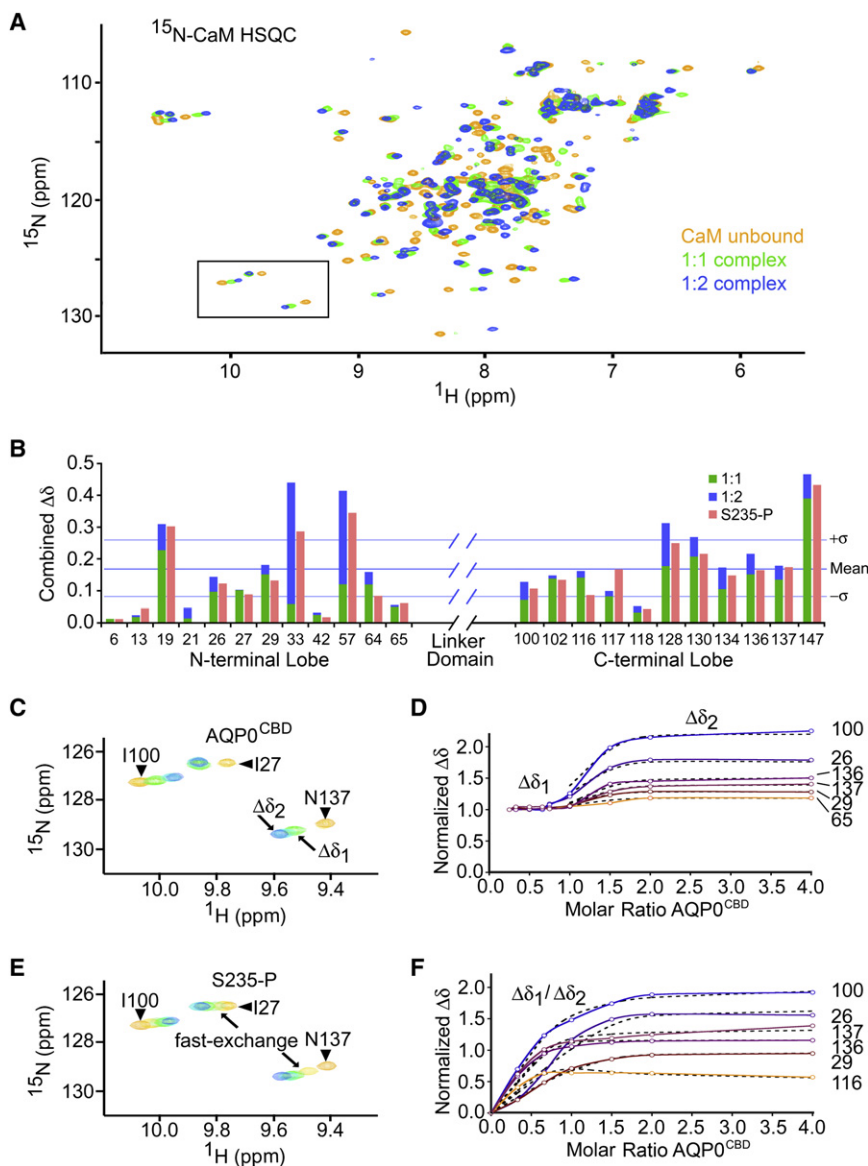 A
¹⁵N-CaM HSQC
110
120
130
¹⁵N (ppm)
CaM unbound
1:1 complex
1:2 complex
10 9 8 7 6
¹H (ppm)
B
Combined Δδ
0.5
0.4
0.3
0.2
0.1
0.0
1:1
1:2
S235-P
+σ
Mean
−σ
6 13 19 21 26 27 29 33 42 57 64 65 Linker Domain 100 102 116 117 118 128 130 134 136 137 147
N-terminal Lobe
C-terminal Lobe
C
AQP0ᶜᴮᴰ
126
130
¹⁵N (ppm)
I100
I27
N137
Δδ₂
Δδ₁
10.0 9.8 9.6 9.4
¹H (ppm)
D
Normalized Δδ
2.0
1.5
1.0
0.5
0.0
Δδ₁
Δδ₂
100
26
136
137
29
65
0.0 0.5 1.0 1.5 2.0 2.5 3.0 3.5 4.0
Molar Ratio AQP0ᶜᴮᴰ
E
S235-P
126
130
¹⁵N (ppm)
I100
I27
fast-exchange
N137
10.0 9.8 9.6 9.4
¹H (ppm)
F
Normalized Δδ
2.0
1.5
1.0
0.5
0.0
Δδ₁/Δδ₂
100
26
137
136
29
116
0.0 0.5 1.0 1.5 2.0 2.5 3.0 3.5 4.0
Molar Ratio AQP0ᶜᴮᴰ